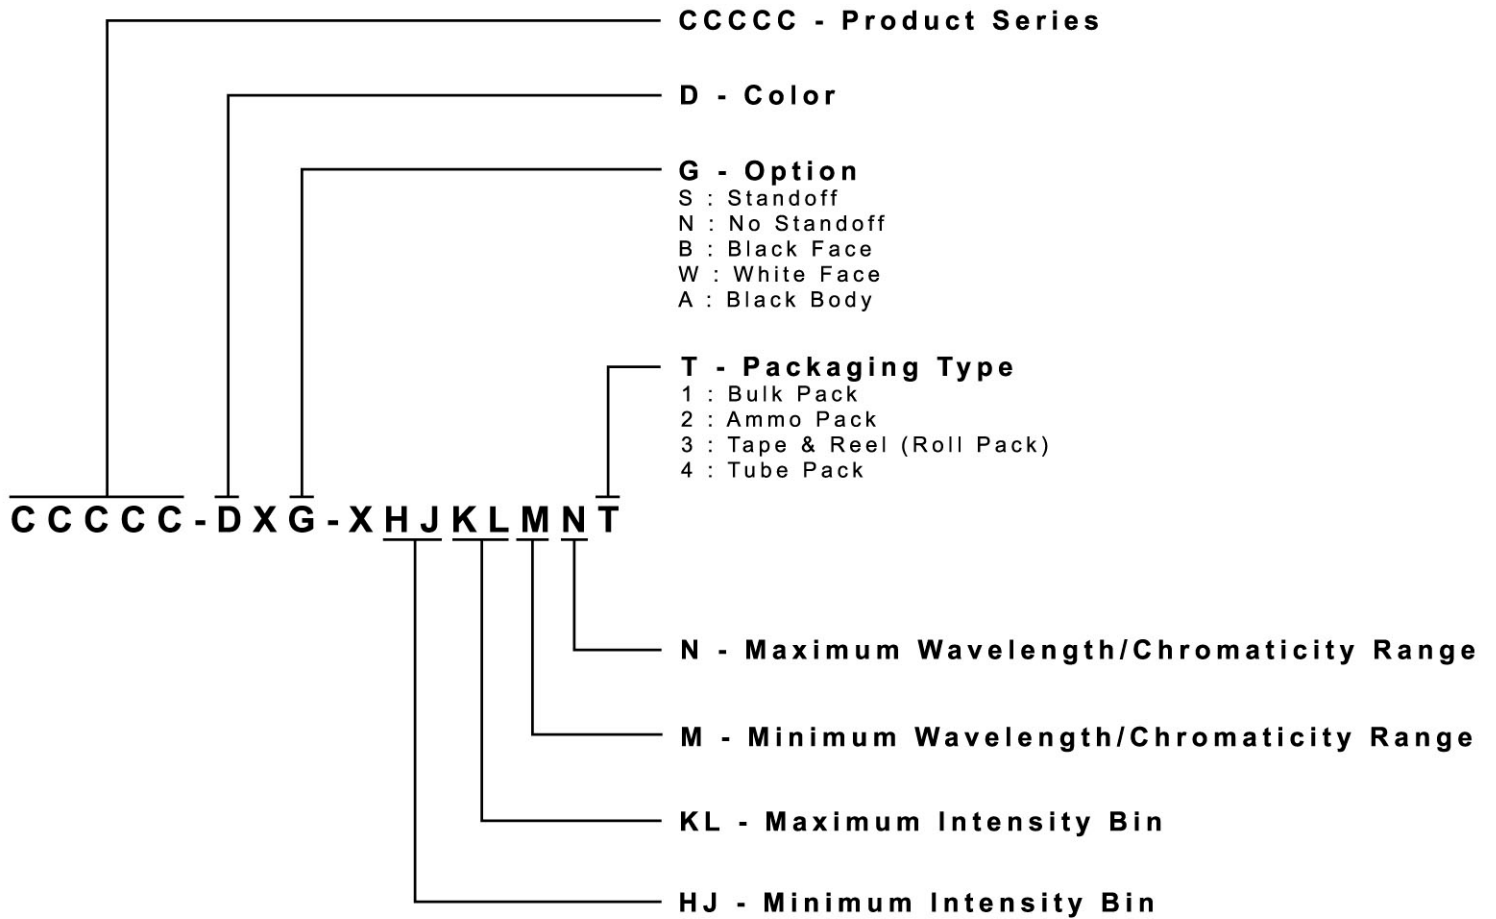 CCCCC - Product Series
D - Color
G - Option
S : Standoff
N : No Standoff
B : Black Face
W : White Face
A : Black Body
T - Packaging Type
1 : Bulk Pack
2 : Ammo Pack
3 : Tape & Reel (Roll Pack)
4 : Tube Pack
CCCCC-DXG-XHJKLMNT
N - Maximum Wavelength/Chromaticity Range
M - Minimum Wavelength/Chromaticity Range
KL - Maximum Intensity Bin
HJ - Minimum Intensity Bin